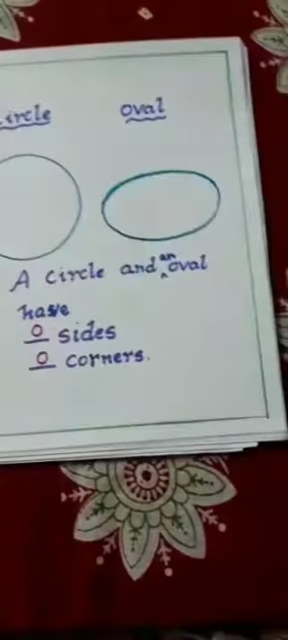 ircle oval
A circle and an oval
have
0 sides
0 corners.